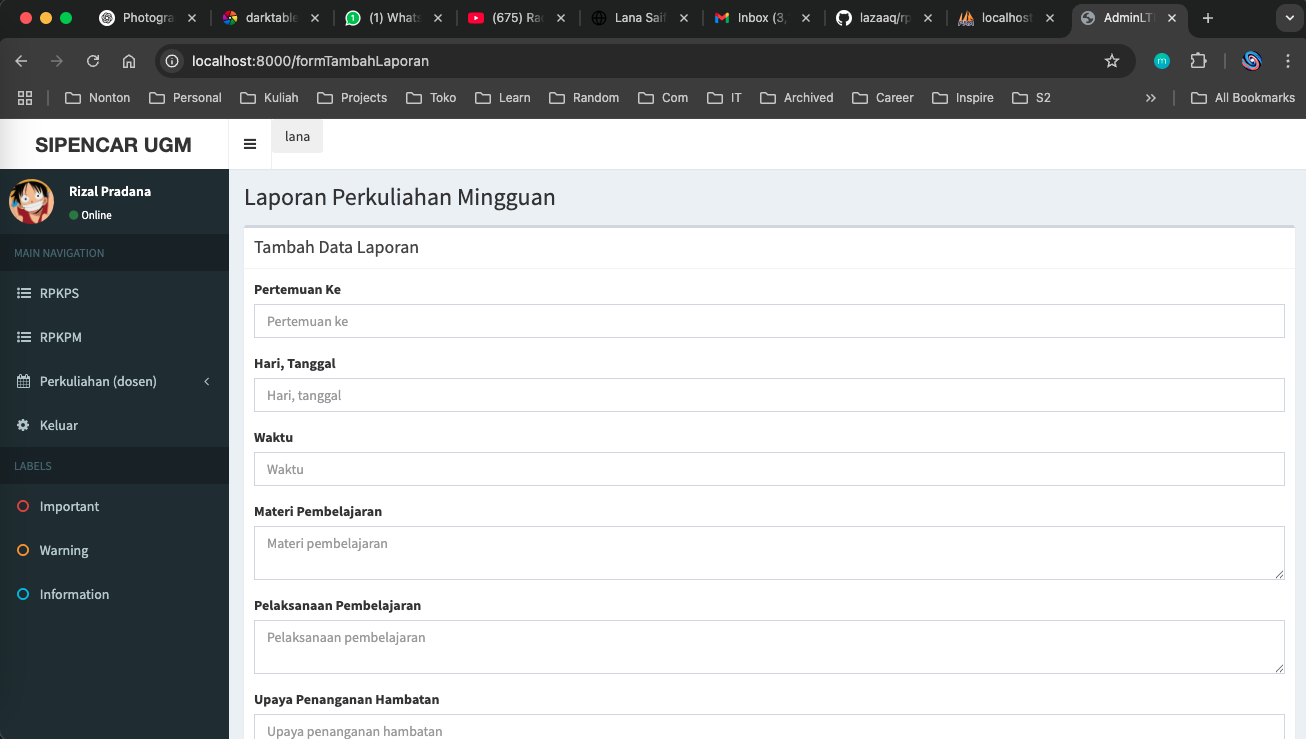 Photogra
darktable
(1) Whats
(675) Rac
Lana Saif
Inbox (3,
lazaaq/rp
localhost
AdminLT
localhost:8000/formTambahLaporan
m
Nonton
Personal
Kuliah
Projects
Toko
Learn
Random
Com
IT
Archived
Career
Inspire
S2
All Bookmarks
SIPENCAR UGM
lana
Rizal Pradana
Online
MAIN NAVIGATION
RPKPS
RPKPM
Perkuliahan (dosen)
Keluar
LABELS
Important
Warning
Information
Laporan Perkuliahan Mingguan
Tambah Data Laporan
Pertemuan Ke
Pertemuan ke
Hari, Tanggal
Hari, tanggal
Waktu
Waktu
Materi Pembelajaran
Materi pembelajaran
Pelaksanaan Pembelajaran
Pelaksanaan pembelajaran
Upaya Penanganan Hambatan
Upaya penanganan hambatan